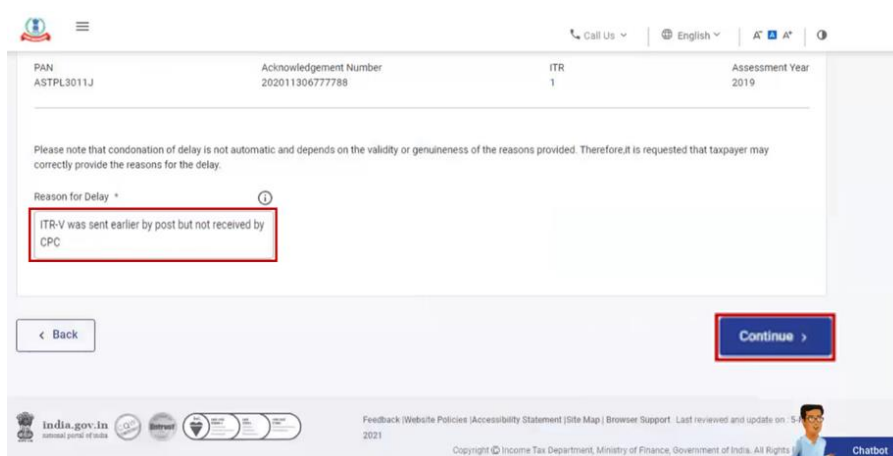 Call Us
English
A- A A+
PAN Acknowledgement Number ITR Assessment Year
ASTPL3011J 202011306777788 1 2019
Please note that condonation of delay is not automatic and depends on the validity or genuineness of the reasons provided. Therefore,it is requested that taxpayer may
correctly provide the reasons for the delay.
Reason for Delay *
ITR-V was sent earlier by post but not received by
CPC
< Back
Continue >
india.gov.in
national portal of india
Entrust
Feedback |Website Policies |Accessibility Statement |Site Map | Browser Support Last reviewed and update on : 5-
2021
Copyright © Income Tax Department, Ministry of Finance, Government of India. All Rights
Chatbot